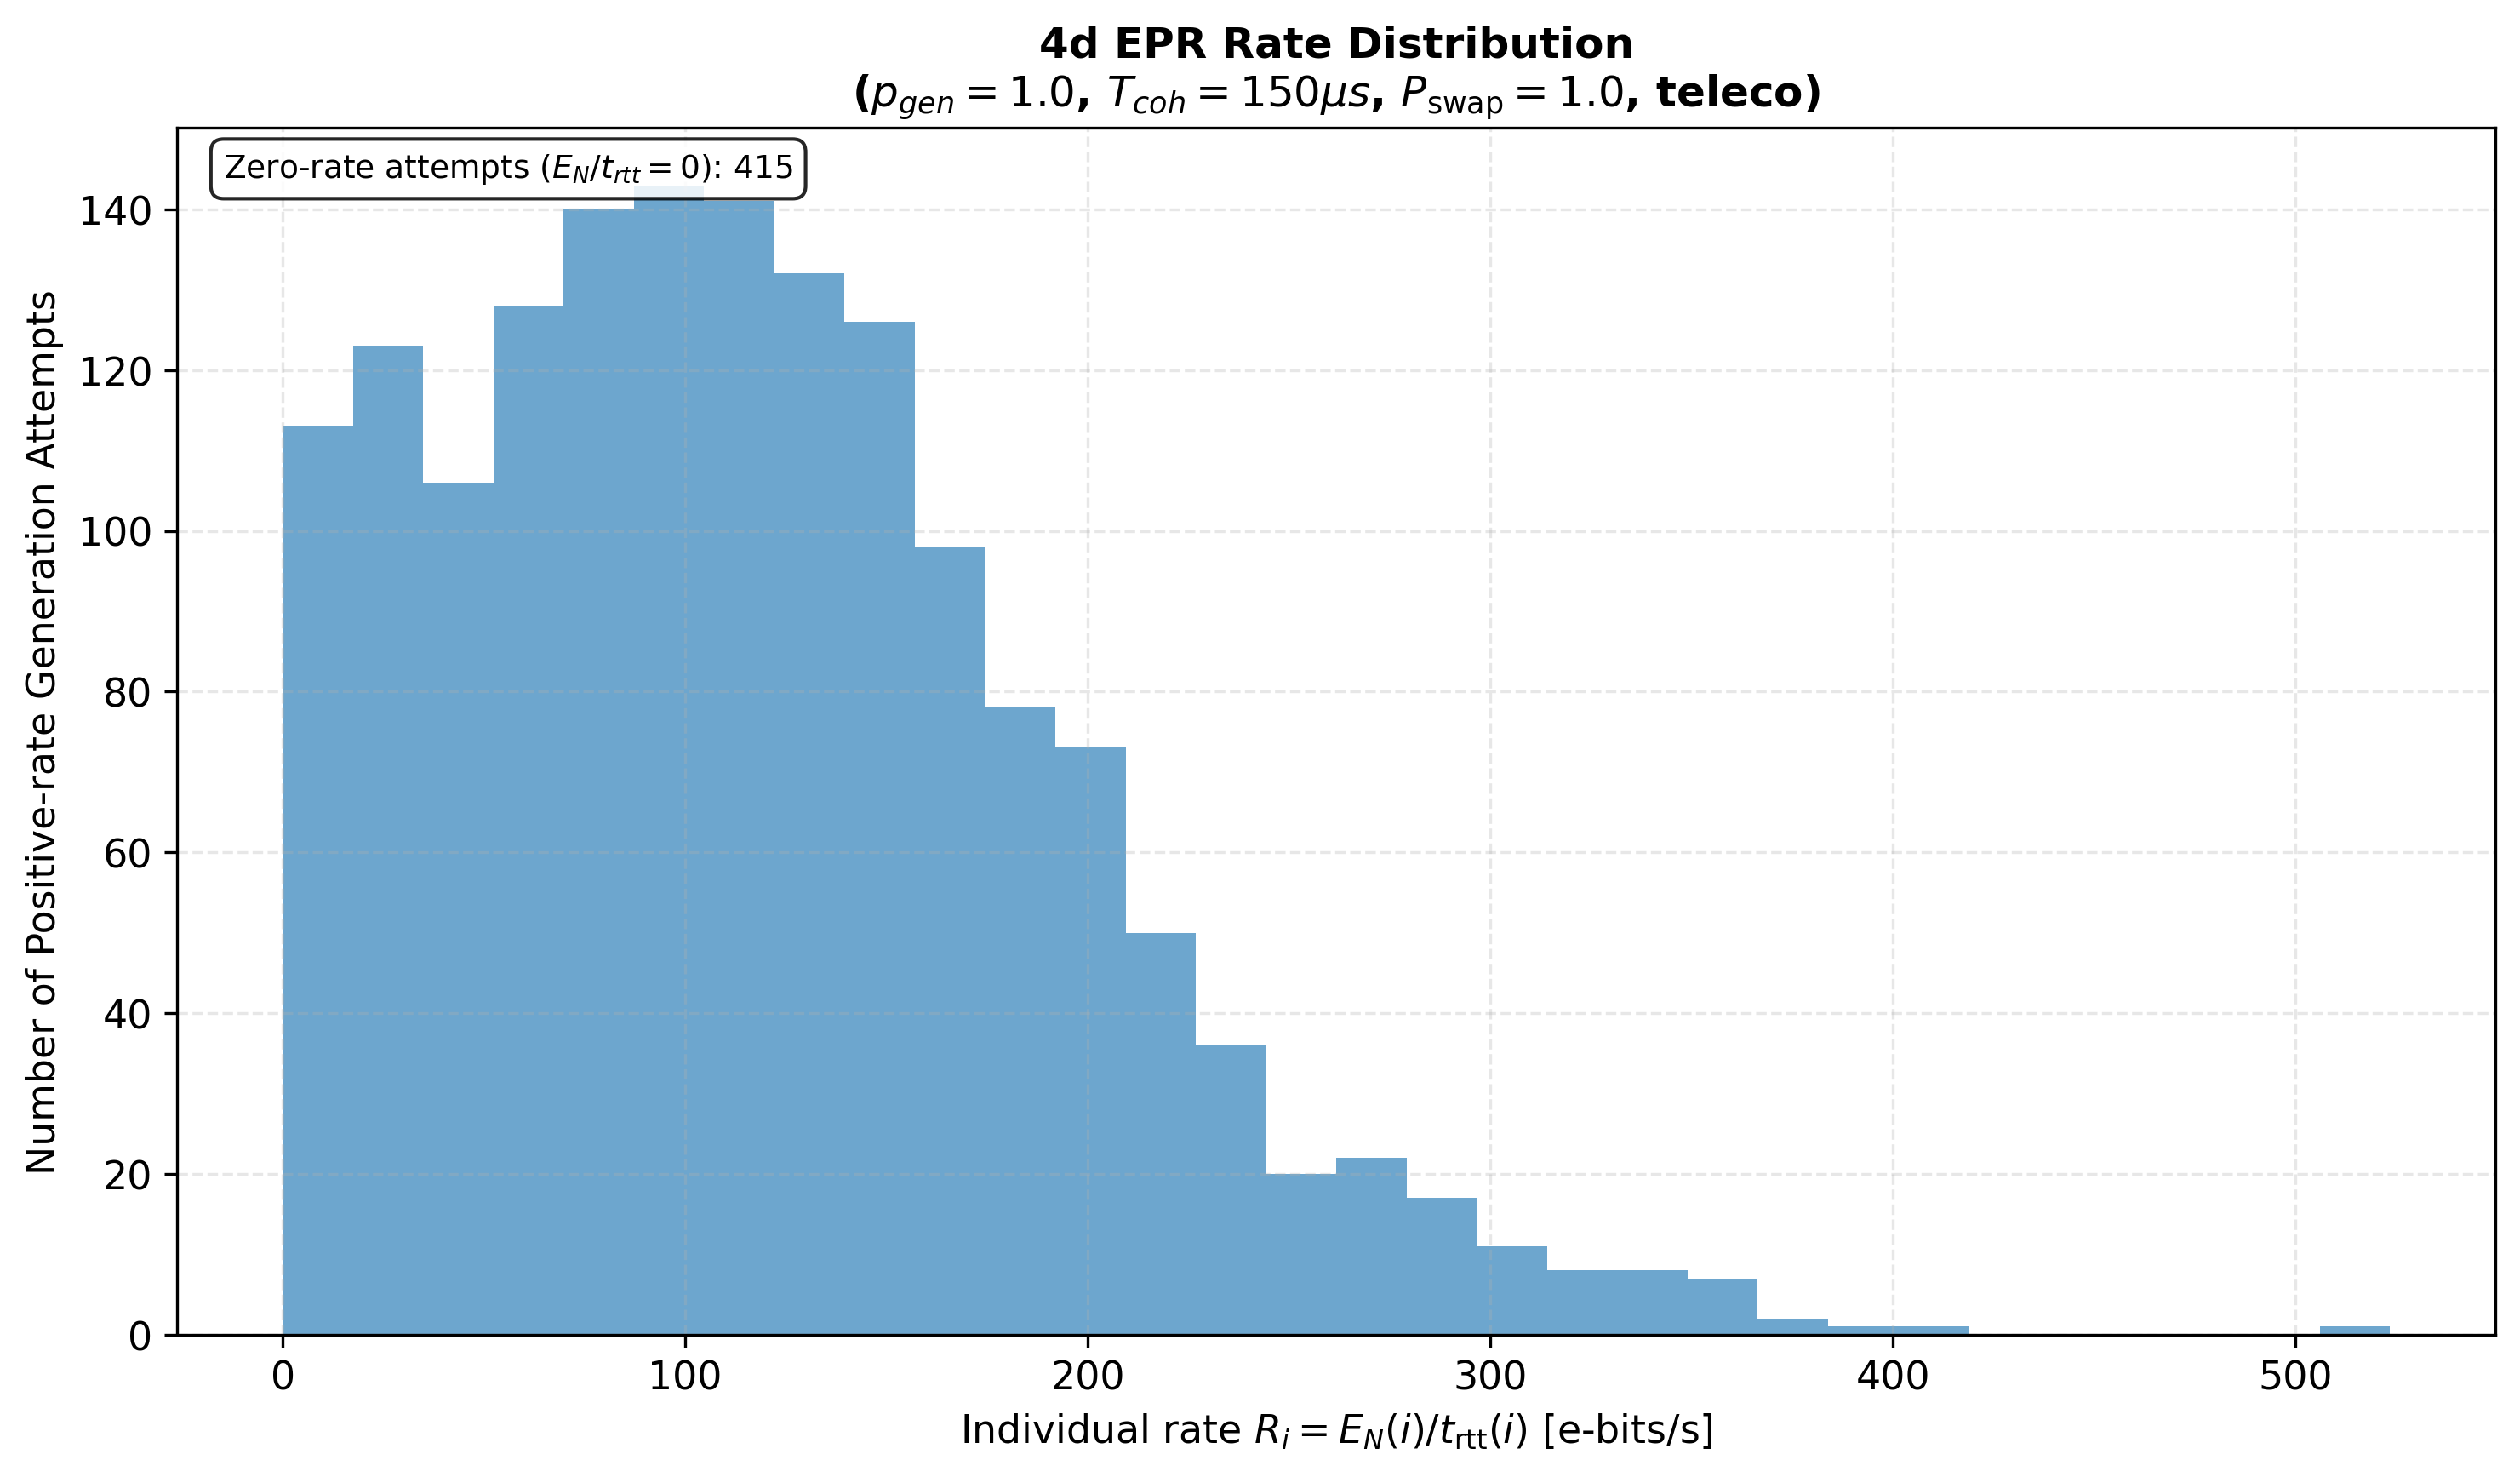 4d EPR Rate Distribution
(p_gen = 1.0, T_coh = 150μs, P_swap = 1.0, teleco)
Zero-rate attempts (E_N/t_rtt = 0): 415
Number of Positive-rate Generation Attempts
140
120
100
80
60
40
20
0
0 100 200 300 400 500
Individual rate R_i = E_N(i)/t_rtt(i) [e-bits/s]